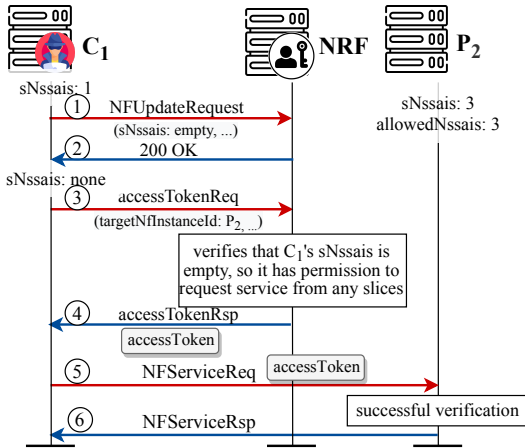 C1
NRF
P2
sNssais: 1
sNssais: 3
allowedNssais: 3
1
NFUpdateRequest
(sNssais: empty, ...)
2
200 OK
sNssais: none
3
accessTokenReq
(targetNfInstanceId: P2, ...)
verifies that C1's sNssais is
empty, so it has permission to
request service from any slices
4
accessTokenRsp
accessToken
5
NFServiceReq
accessToken
successful verification
6
NFServiceRsp